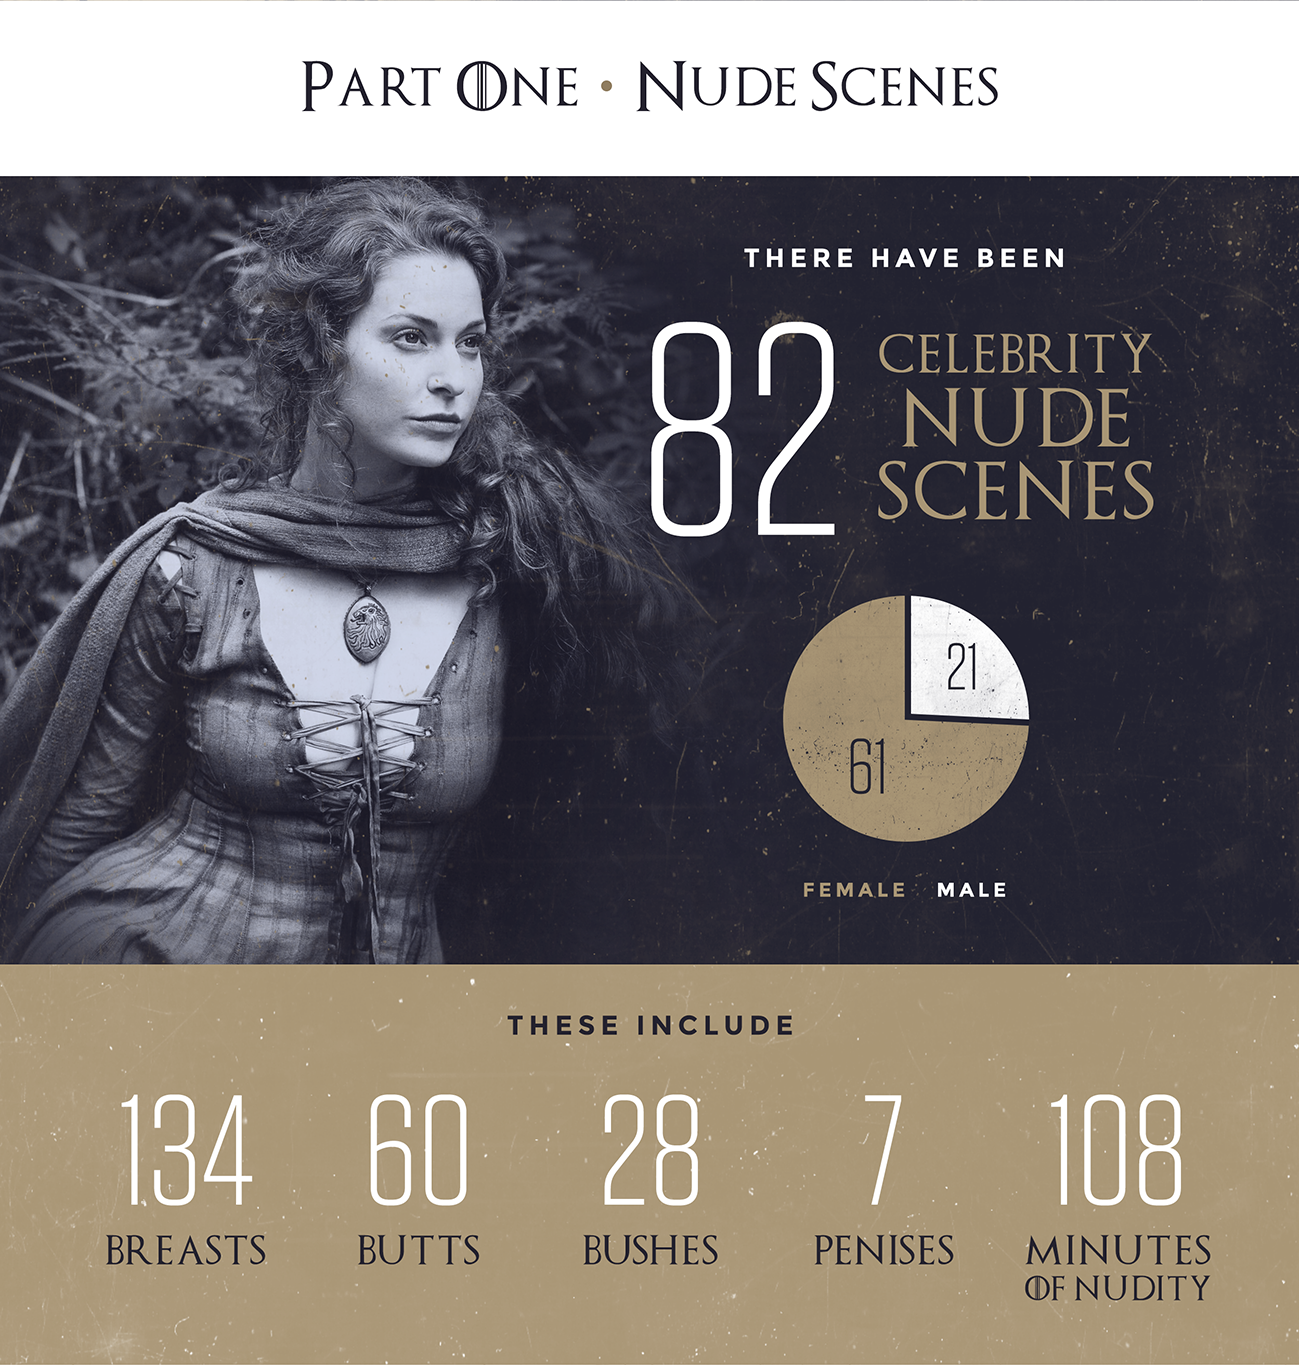 Part One • Nude Scenes
THERE HAVE BEEN
82
CELEBRITY
NUDE
SCENES
21
61
FEMALE MALE
THESE INCLUDE
134 60 28 7 108
BREASTS BUTTS BUSHES PENISES MINUTES
OF NUDITY